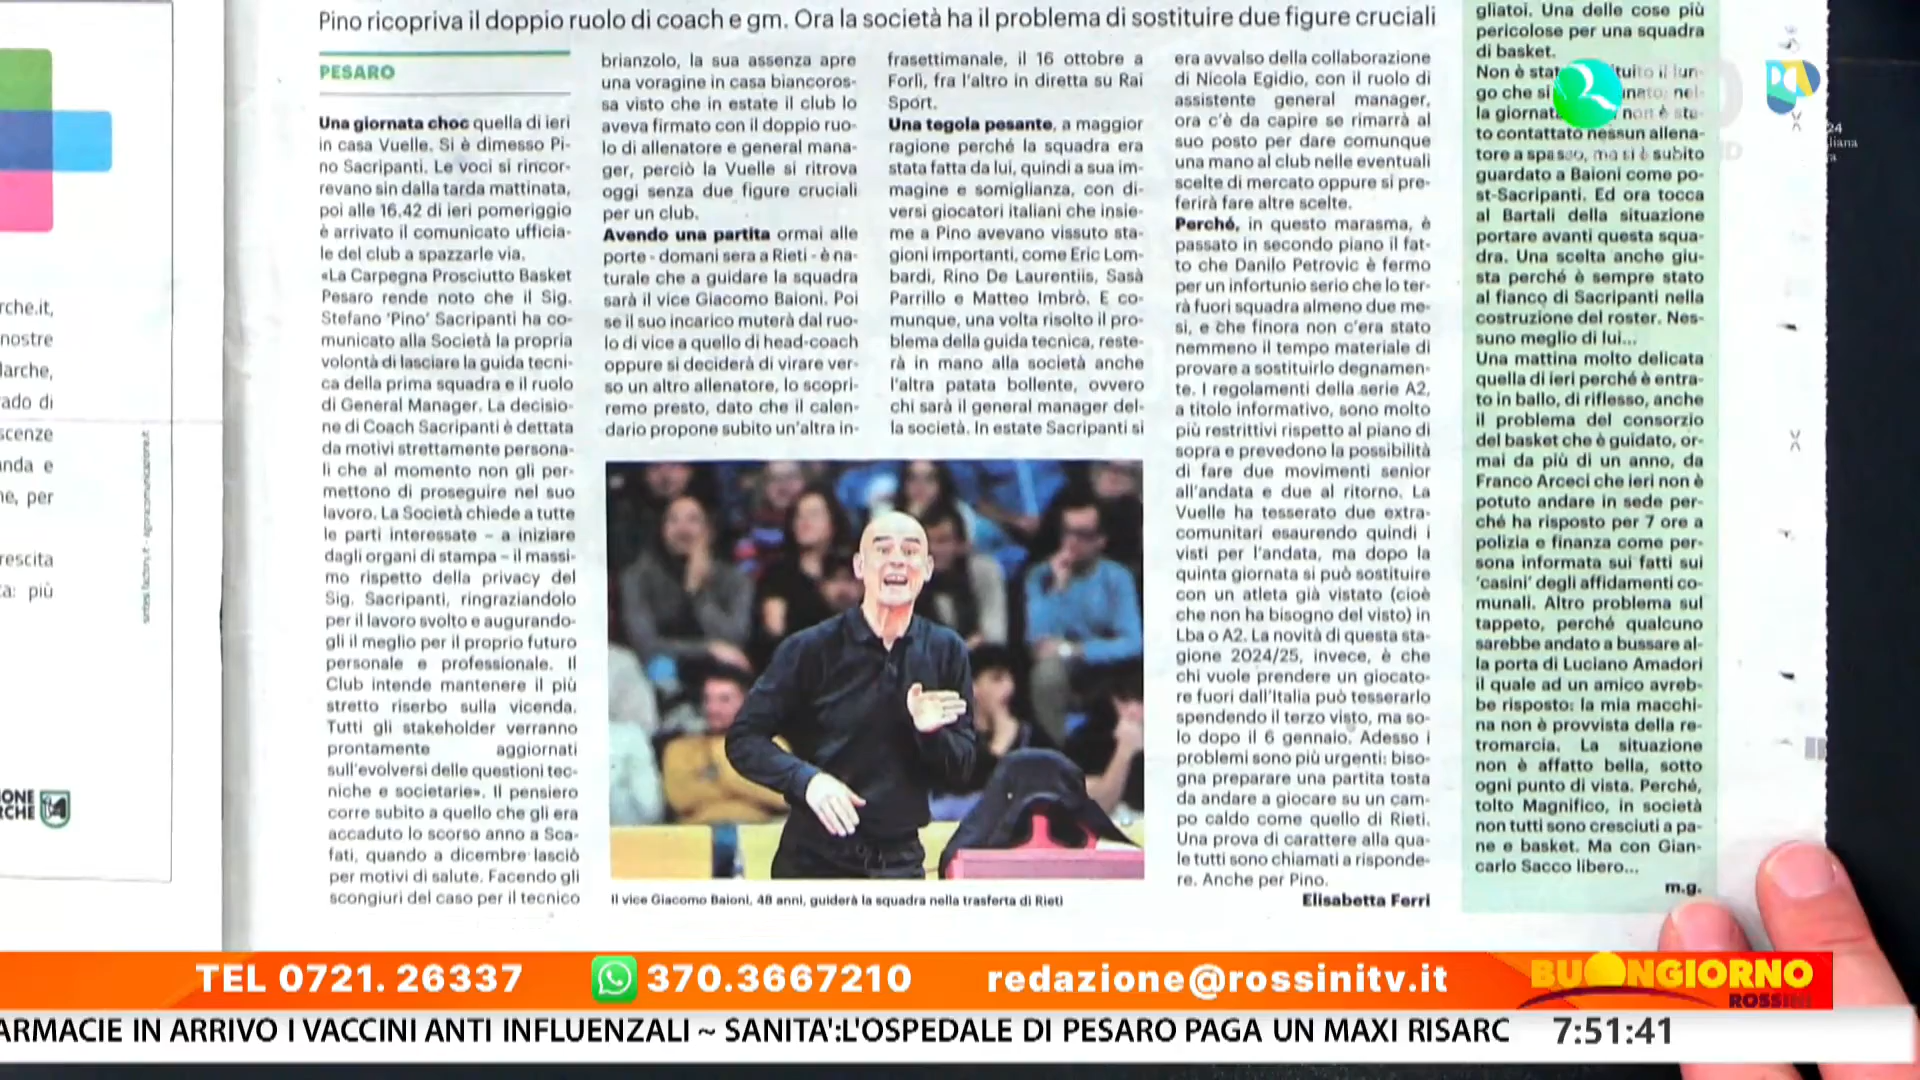 Pino ricopriva il doppio ruolo di coach e gm. Ora la società ha il problema di sostituire due figure cruciali
PESARO
Una giornata choc quella di ieri
in casa Vuelle. Si è dimesso Pi-
no Sacripanti. Le voci si rincor-
revano sin dalla tarda mattinata,
poi alle 16.42 di ieri pomeriggio
è arrivato il comunicato ufficia-
le del club a spazzarle via.
«La Carpegna Prosciutto Basket
Pesaro rende noto che il Sig.
Stefano 'Pino' Sacripanti ha co-
municato alla Società la propria
volontà di lasciare la guida tecni-
ca della prima squadra e il ruolo
di General Manager. La decisio-
ne di Coach Sacripanti è dettata
da motivi strettamente persona-
li che al momento non gli per-
mettono di proseguire nel suo
lavoro. La Società chiede a tutte
le parti interessate – a iniziare
dagli organi di stampa – il massi-
mo rispetto della privacy del
Sig. Sacripanti, ringraziandolo
per il lavoro svolto e augurando-
gli il meglio per il proprio futuro
personale e professionale. Il
Club intende mantenere il più
stretto riserbo sulla vicenda.
Tutti gli stakeholder verranno
prontamente aggiornati
sull'evolversi delle questioni tec-
niche e societarie». Il pensiero
corre subito a quello che gli era
accaduto lo scorso anno a Sca-
fati, quando a dicembre lasciò
per motivi di salute. Facendo gli
scongiuri del caso per il tecnico
brianzolo, la sua assenza apre
una voragine in casa biancoros-
sa visto che in estate il club lo
aveva firmato con il doppio ruo-
lo di allenatore e general mana-
ger, perciò la Vuelle si ritrova
oggi senza due figure cruciali
per un club.
Avendo una partita ormai alle
porte - domani sera a Rieti - è na-
turale che a guidare la squadra
sarà il vice Giacomo Baioni. Poi
se il suo incarico muterà dal ruo-
lo di vice a quello di head-coach
oppure si deciderà di virare ver-
so un altro allenatore, lo scopri-
remo presto, dato che il calen-
dario propone subito un'altra in-
frasettimanale, il 16 ottobre a
Forlì, fra l'altro in diretta su Rai
Sport.
Una tegola pesante, a maggior
ragione perché la squadra era
stata fatta da lui, quindi a sua im-
magine e somiglianza, con di-
versi giocatori italiani che insie-
me a Pino avevano vissuto sta-
gioni importanti, come Eric Lom-
bardi, Rino De Laurentiis, Sasà
Parrillo e Matteo Imbrò. E co-
munque, una volta risolto il pro-
blema della guida tecnica, reste-
rà in mano alla società anche
l'altra patata bollente, ovvero
chi sarà il general manager del-
la società. In estate Sacripanti si
era avvalso della collaborazione
di Nicola Egidio, con il ruolo di
assistente general manager,
ora c'è da capire se rimarrà al
suo posto per dare comunque
una mano al club nelle eventuali
scelte di mercato oppure si pre-
ferirà fare altre scelte.
Perché, in questo marasma, è
passato in secondo piano il fat-
to che Danilo Petrovic è fermo
per un infortunio serio che lo ter-
rà fuori squadra almeno due me-
si, e che finora non c'era stato
nemmeno il tempo materiale di
provare a sostituirlo degnamen-
te. I regolamenti della serie A2,
a titolo informativo, sono molto
più restrittivi rispetto al piano di
sopra e prevedono la possibilità
di fare due movimenti senior
all'andata e due al ritorno. La
Vuelle ha tesserato due extra-
comunitari esaurendo quindi i
visti per l'andata, ma dopo la
quinta giornata si può sostituire
con un atleta già vistato (cioè
che non ha bisogno del visto) in
Lba o A2. La novità di questa sta-
gione 2024/25, invece, è che
chi vuole prendere un giocato-
re fuori dall'Italia può tesserarlo
spendendo il terzo visto, ma so-
lo dopo il 6 gennaio. Adesso i
problemi sono più urgenti: biso-
gna preparare una partita tosta
da andare a giocare su un cam-
po caldo come quello di Rieti.
Una prova di carattere alla qua-
le tutti sono chiamati a risponde-
re. Anche per Pino.
Elisabetta Ferri
Il vice Giacomo Baioni, 48 anni, guiderà la squadra nella trasferta di Rieti
gliatoi. Una delle cose più
pericolose per una squadra
di basket.
Non è stat tuito il lun-
go che si nato; nel-
la giornat non è sta-
to contattato nessun allena-
tore a spasso, ma si è subito
guardato a Baioni come po-
st-Sacripanti. Ed ora tocca
al Bartali della situazione
portare avanti questa squa-
dra. Una scelta anche giu-
sta perché è sempre stato
al fianco di Sacripanti nella
costruzione del roster. Nes-
suno meglio di lui...
Una mattina molto delicata
quella di ieri perché è entra-
to in ballo, di riflesso, anche
il problema del consorzio
del basket che è guidato, or-
mai da più di un anno, da
Franco Arceci che ieri non è
potuto andare in sede per-
ché ha risposto per 7 ore a
polizia e finanza come per-
sona informata sui fatti sui
'casini' degli affidamenti co-
munali. Altro problema sul
tappeto, perché qualcuno
sarebbe andato a bussare al-
la porta di Luciano Amadori
il quale ad un amico avreb-
be risposto: la mia macchi-
na non è provvista della re-
tromarcia. La situazione
non è affatto bella, sotto
ogni punto di vista. Perché,
tolto Magnifico, in società
non tutti sono cresciuti a pa-
ne e basket. Ma con Gian-
carlo Sacco libero...
m.g.
rche.it,
nostre
arche,
ado di
scenze
nda e
e, per
rescita
a: più
TEL 0721. 26337
370.3667210
redazione@rossinitv.it
BUONGIORNO
ROSSINI
ARMACIE IN ARRIVO I VACCINI ANTI INFLUENZALI ~ SANITA':L'OSPEDALE DI PESARO PAGA UN MAXI RISARC
7:51:41